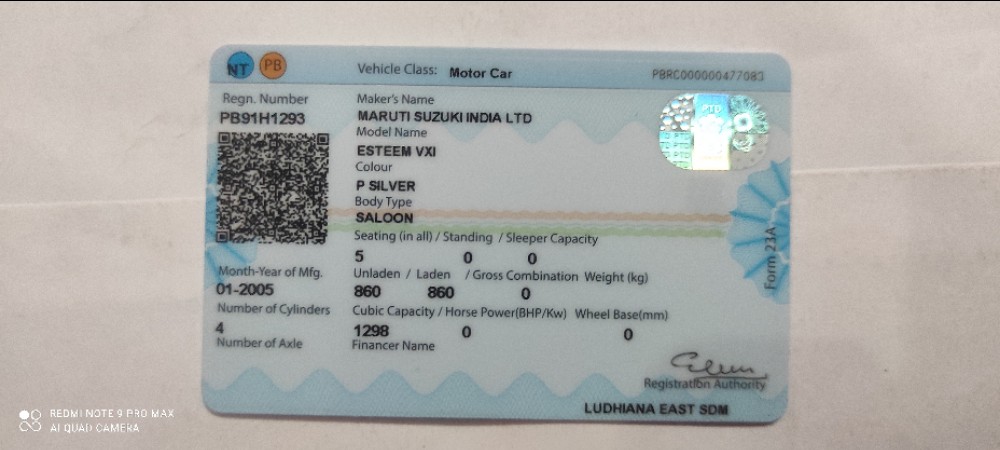 NT PB Vehicle Class: Motor Car PBRC000000477083
Regn. Number
PB91H1293
Maker's Name
MARUTI SUZUKI INDIA LTD
Model Name
ESTEEM VXI
Colour
P SILVER
Body Type
SALOON
Seating (in all) / Standing / Sleeper Capacity
5 0 0
Month-Year of Mfg.
01-2005
Unladen / Laden / Gross Combination Weight (kg)
860 860 0
Number of Cylinders
4
Cubic Capacity / Horse Power(BHP/Kw) Wheel Base(mm)
1298 0 0
Number of Axle
Financer Name
RTO
Form 23A
Registration Authority
LUDHIANA EAST SDM
REDMI NOTE 9 PRO MAX
AI QUAD CAMERA